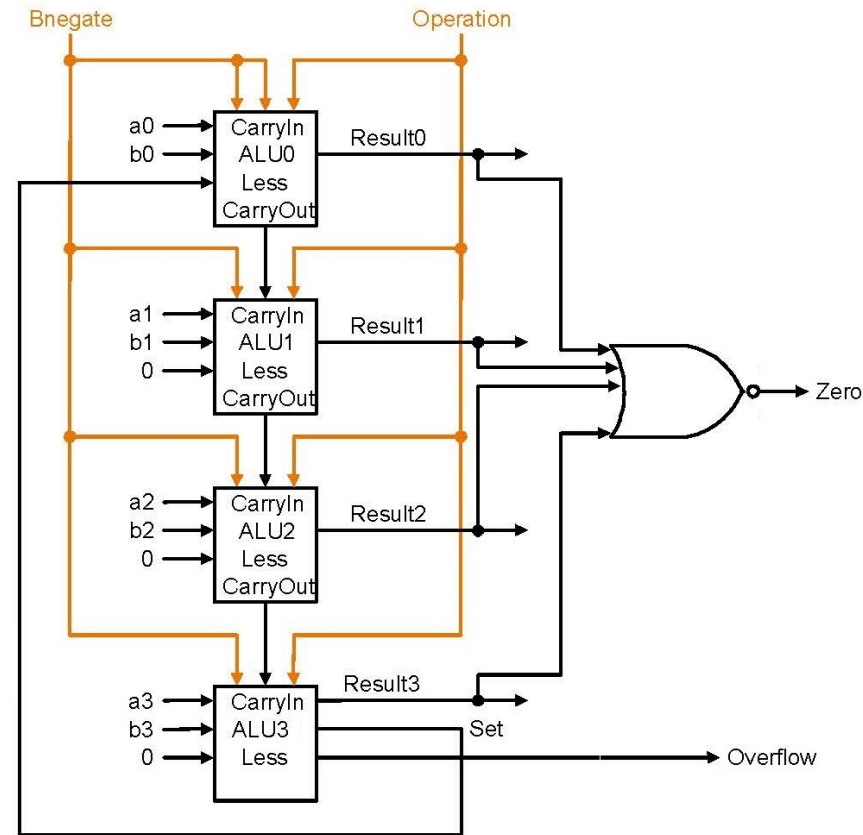 Bnegate
Operation
a0
b0
CarryIn
ALU0
Less
CarryOut
Result0
a1
b1
0
CarryIn
ALU1
Less
CarryOut
Result1
Zero
a2
b2
0
CarryIn
ALU2
Less
CarryOut
Result2
a3
b3
0
CarryIn
ALU3
Less
Result3
Set
Overflow